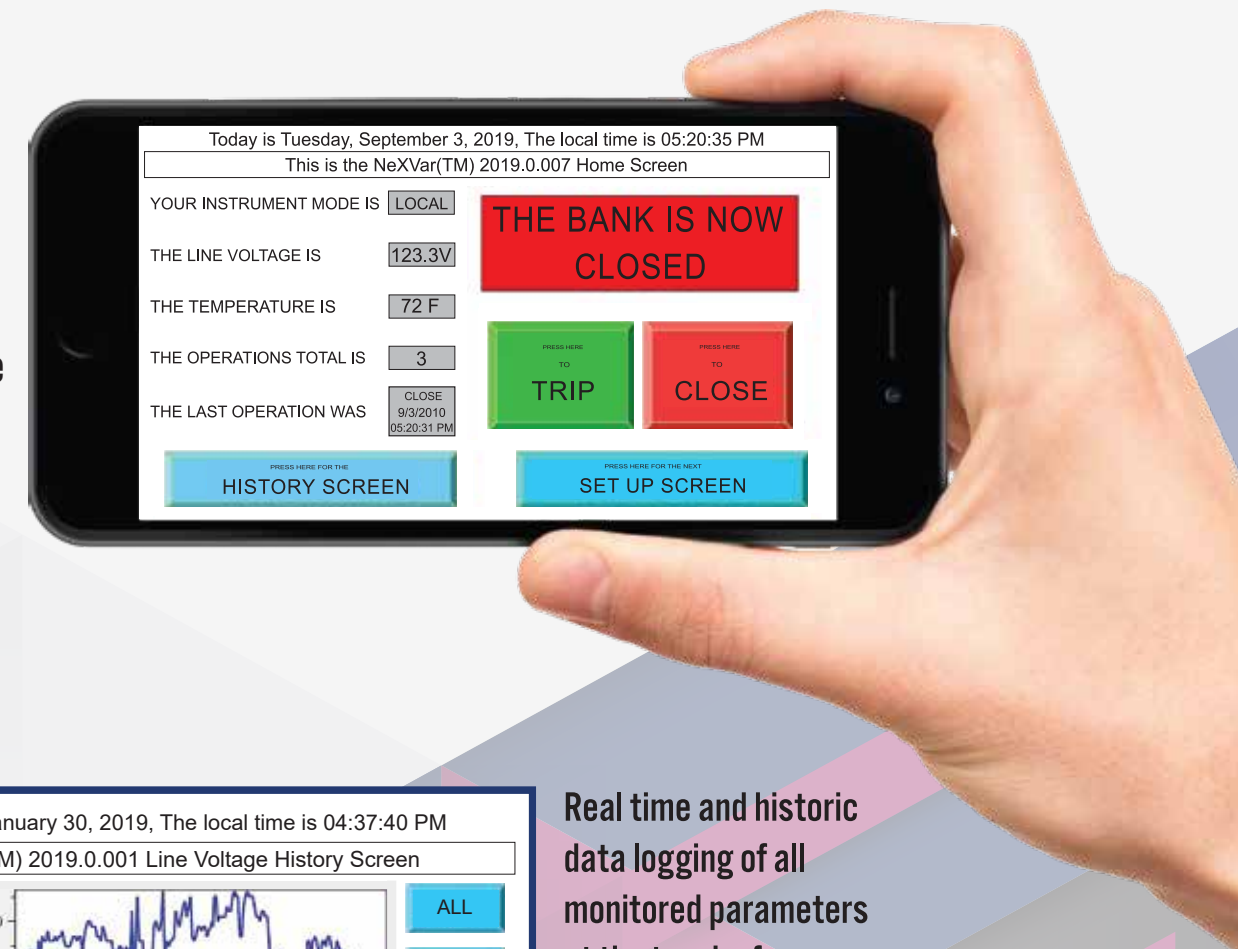 Today is Tuesday, September 3, 2019, The local time is 05:20:35 PM
This is the NeXVar(TM) 2019.0.007 Home Screen
YOUR INSTRUMENT MODE IS LOCAL
THE LINE VOLTAGE IS 123.3V
THE TEMPERATURE IS 72 F
THE OPERATIONS TOTAL IS 3
THE LAST OPERATION WAS
CLOSE
9/3/2010
05:20:31 PM
THE BANK IS NOW
CLOSED
PRESS HERE
TO
TRIP
PRESS HERE
TO
CLOSE
PRESS HERE FOR THE
HISTORY SCREEN
PRESS HERE FOR THE NEXT
SET UP SCREEN
30, 2019, The local time is 04:37:40 PM
2019.0.001 Line Voltage History Screen
ALL
Real time and historic
data logging of all
monitored parameters